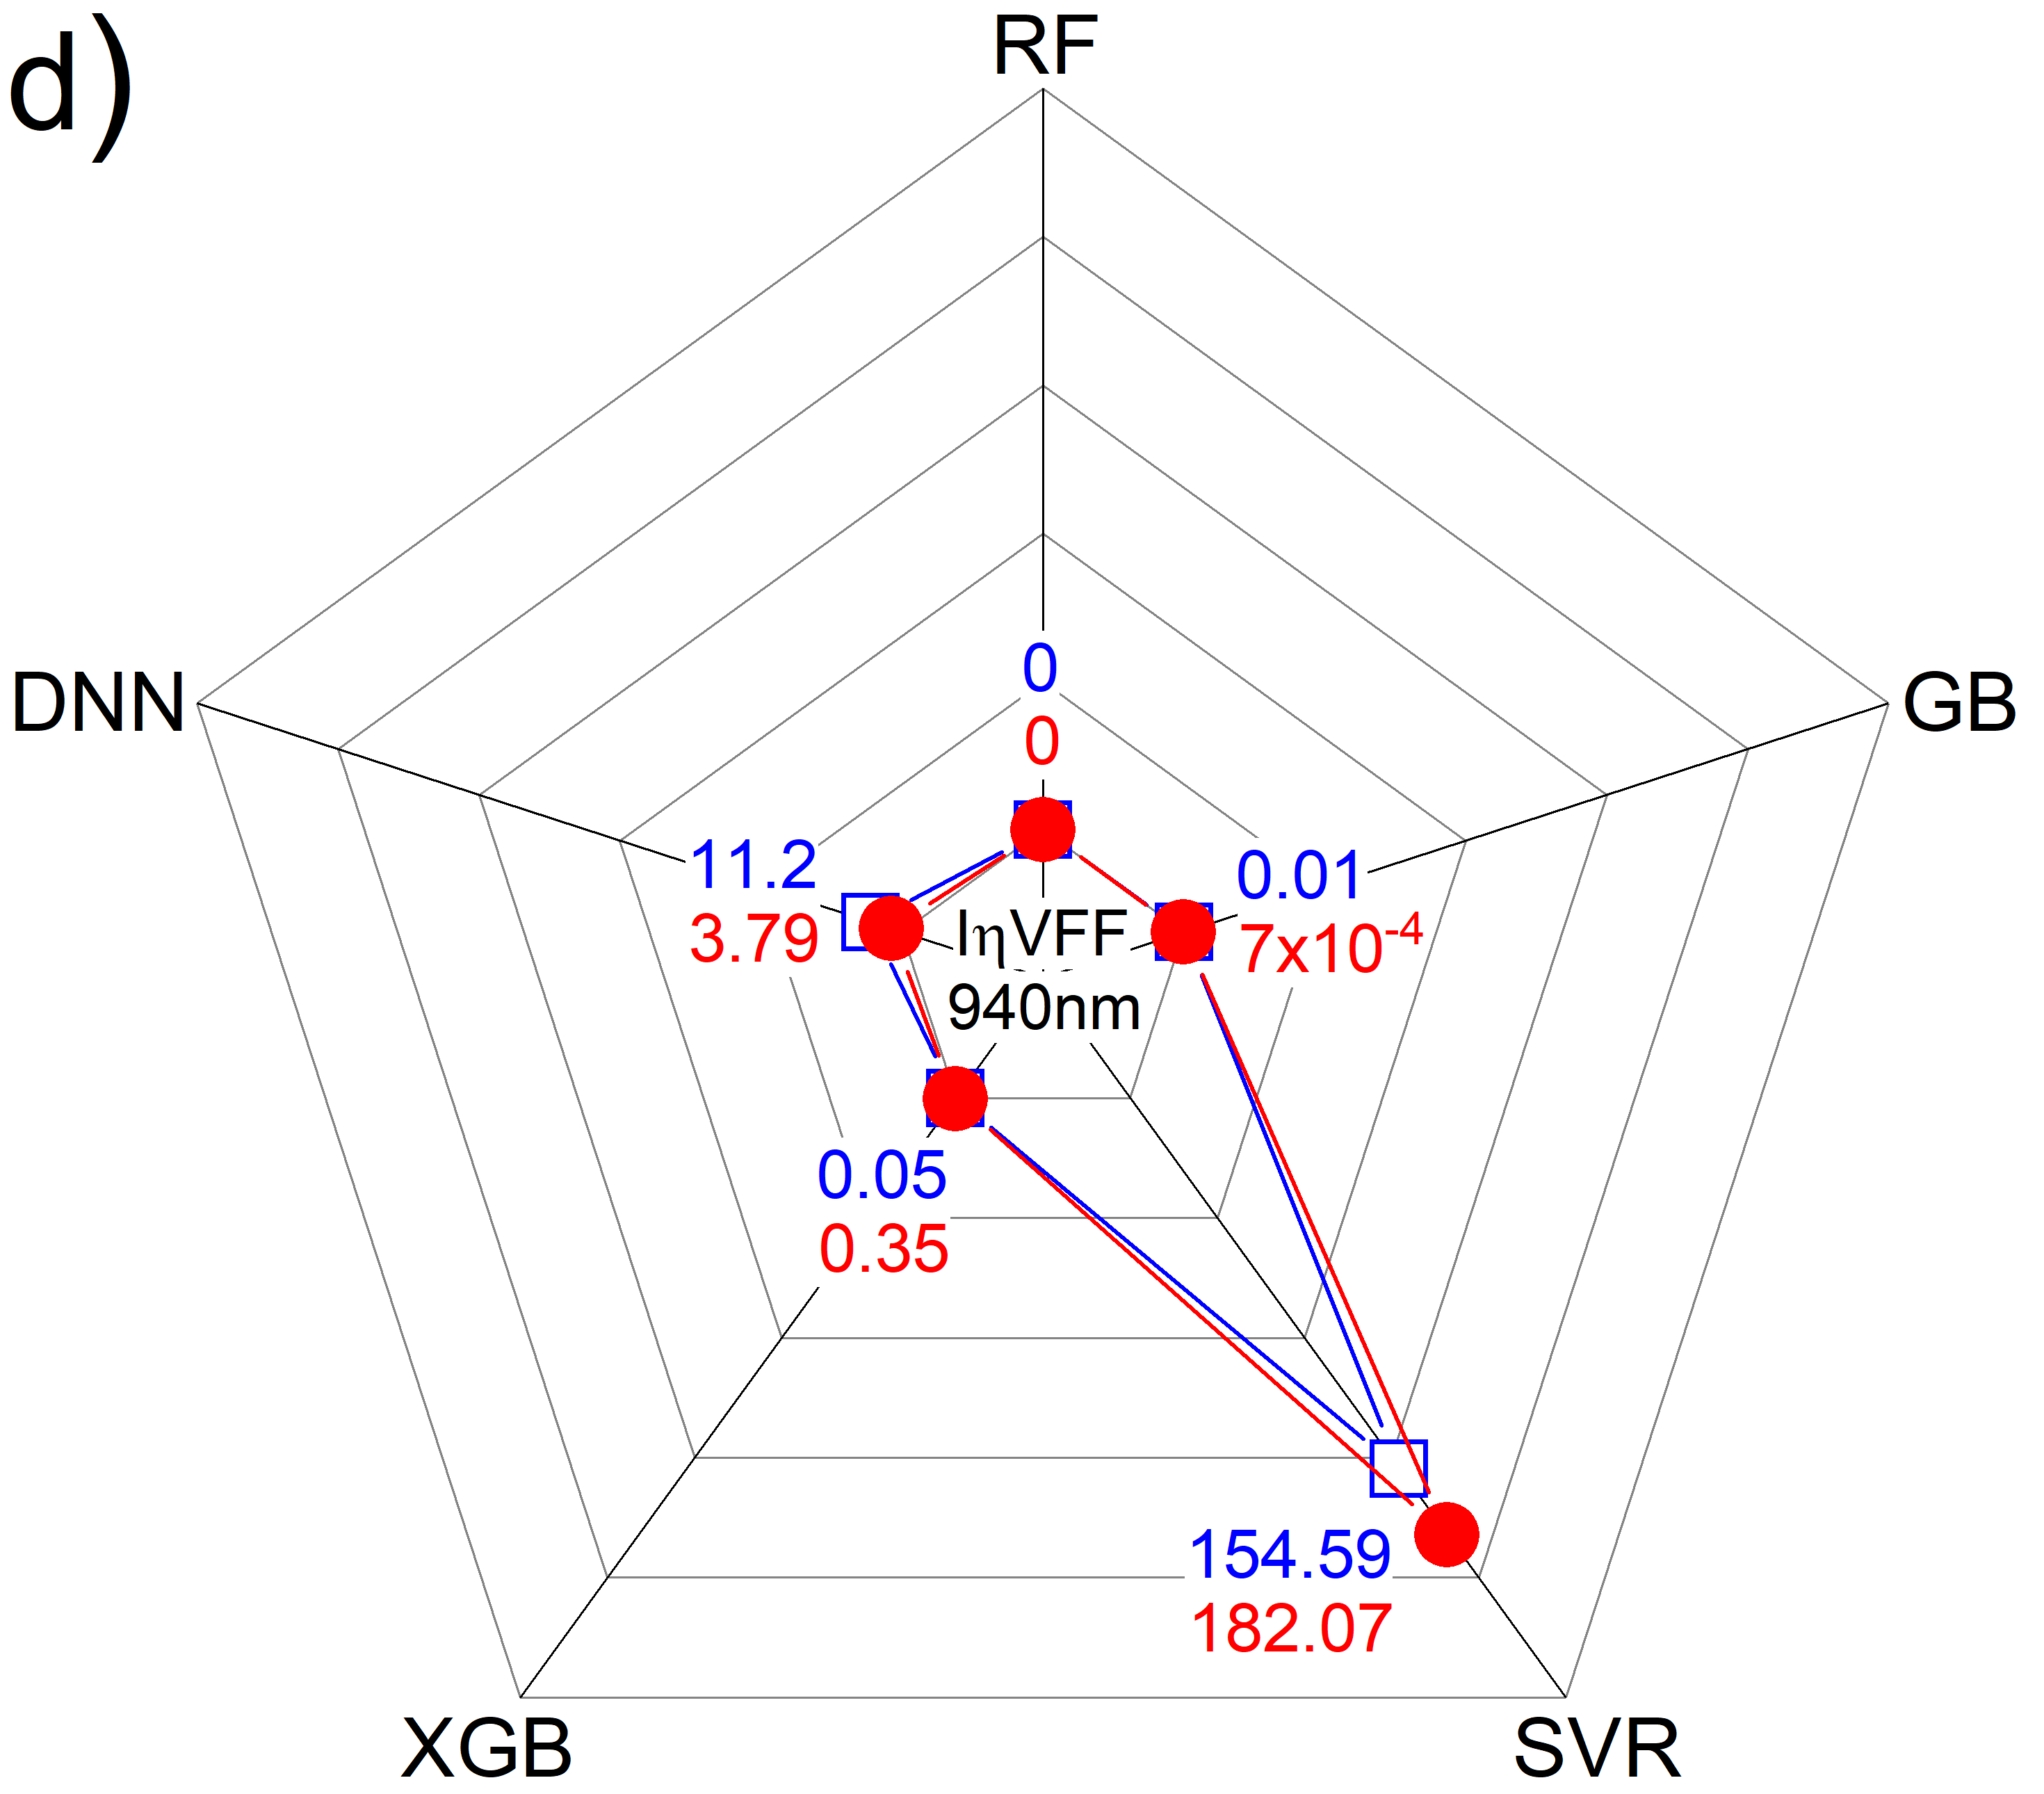 d)
RF
DNN
GB
0
0
11.2
3.79
0.01
7x10⁻⁴
IηVFF
940nm
0.05
0.35
154.59
182.07
XGB
SVR